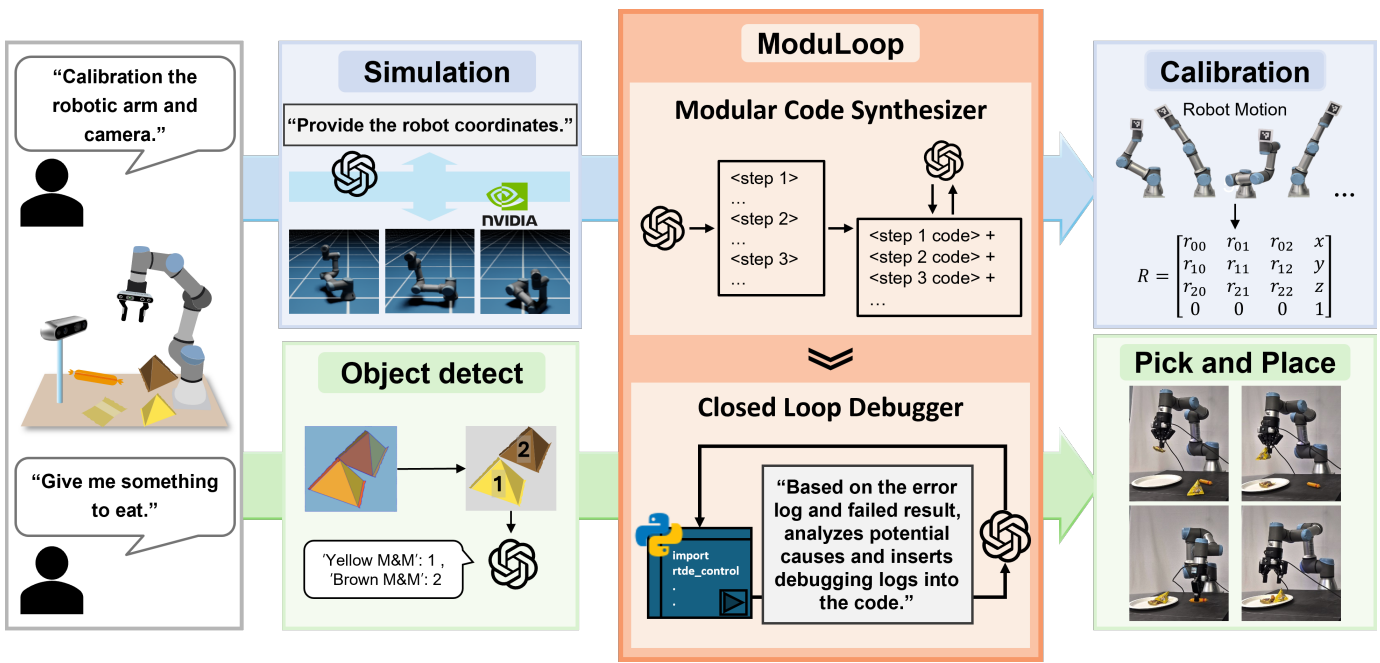 “Calibration the
robotic arm and
camera.”
“Give me something
to eat.”
Simulation
“Provide the robot coordinates.”
NVIDIA
Object detect
1
2
‘Yellow M&M’: 1 ,
‘Brown M&M’: 2
ModuLoop
Modular Code Synthesizer
<step 1>
...
<step 2>
...
<step 3>
...
<step 1 code> +
<step 2 code> +
<step 3 code> +
...
Closed Loop Debugger
import
rtde_control
.
.
“Based on the error
log and failed result,
analyzes potential
causes and inserts
debugging logs into
the code.”
Calibration
Robot Motion
...
R = [r₀₀ r₀₁ r₀₂ x
r₁₀ r₁₁ r₁₂ y
r₂₀ r₂₁ r₂₂ z
0 0 0 1]
Pick and Place